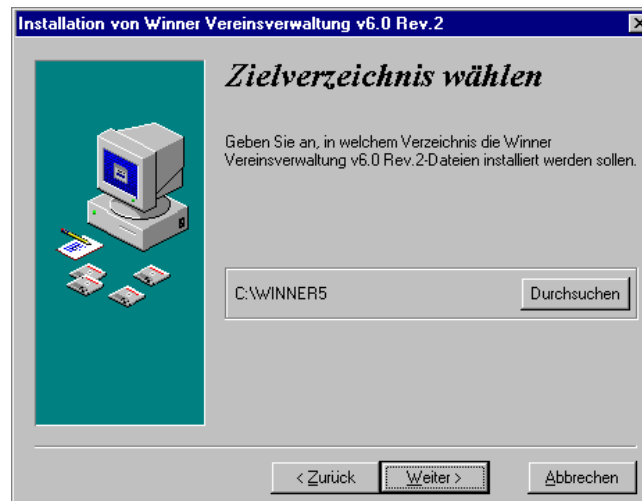 Installation von Winner Vereinsverwaltung v6.0 Rev.2
Zielverzeichnis wählen
Geben Sie an, in welchem Verzeichnis die Winner
Vereinsverwaltung v6.0 Rev.2-Dateien installiert werden sollen.
C:\WINNER5
Durchsuchen
< Zurück
Weiter >
Abbrechen